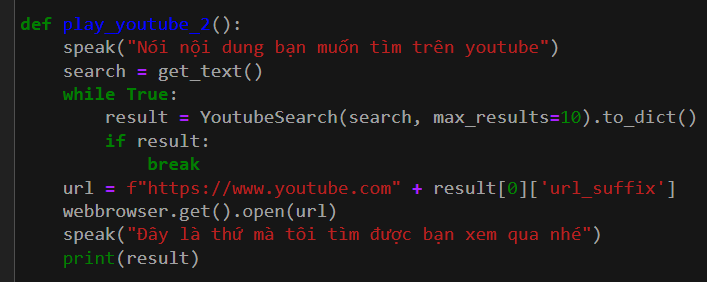 def play_youtube_2():
    speak("Nói nội dung bạn muốn tìm trên youtube")
    search = get_text()
    while True:
        result = YoutubeSearch(search, max_results=10).to_dict()
        if result:
            break
    url = f"https://www.youtube.com" + result[0]['url_suffix']
    webbrowser.get().open(url)
    speak("Đây là thứ mà tôi tìm được bạn xem qua nhé")
    print(result)